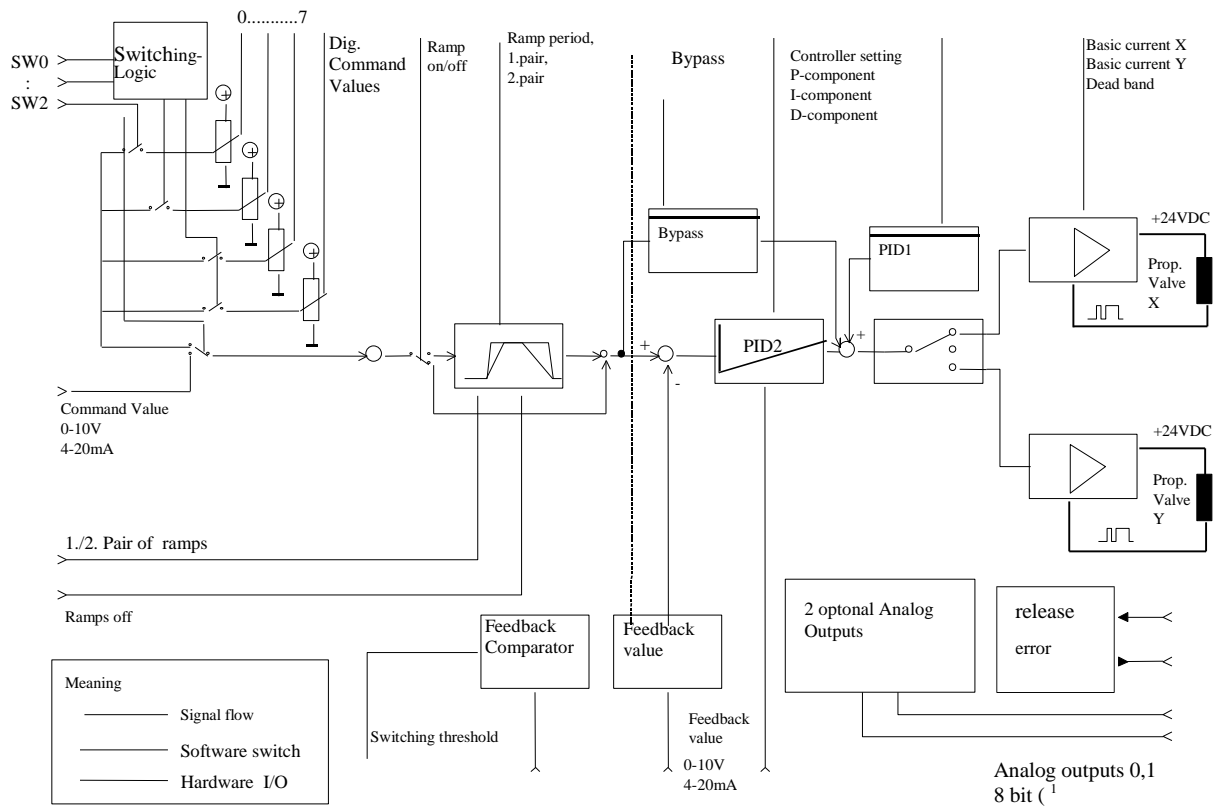 0..........7
SW0
:
SW2
Switching-
Logic
Dig.
Command
Values
Ramp
on/off
Ramp period,
1.pair,
2.pair
Bypass
Controller setting
P-component
I-component
D-component
Basic current X
Basic current Y
Dead band
+
+
+
+
Bypass
PID1
+24VDC
Prop.
Valve
X
+
-
PID2
+
Command Value
0-10V
4-20mA
+24VDC
Prop.
Valve
Y
1./2. Pair of ramps
Ramps off
Feedback
Comparator
Feedback
value
2 optonal Analog
Outputs
release
error
Meaning
Signal flow
Software switch
Hardware I/O
Switching threshold
Feedback
value
0-10V
4-20mA
Analog outputs 0,1
8 bit ( 1